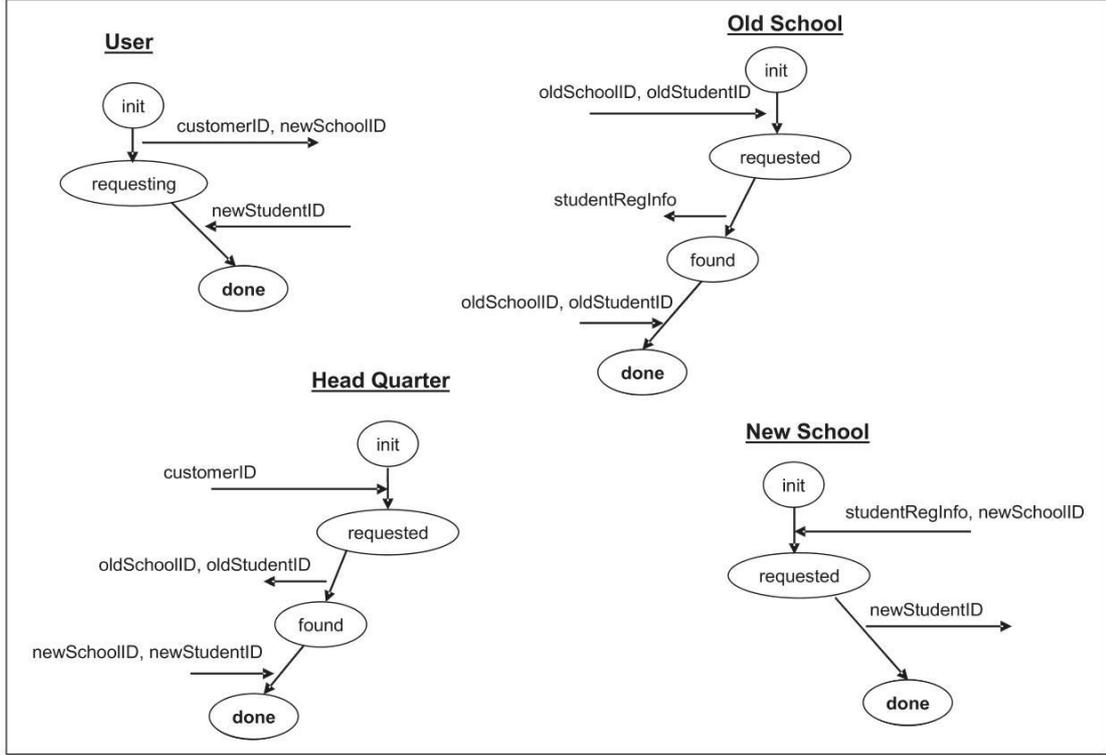 User
init
customerID, newSchoolID
requesting
newStudentID
done
Old School
init
oldSchoolID, oldStudentID
requested
studentRegInfo
found
oldSchoolID, oldStudentID
done
Head Quarter
init
customerID
requested
oldSchoolID, oldStudentID
found
newSchoolID, newStudentID
done
New School
init
studentRegInfo, newSchoolID
requested
newStudentID
done